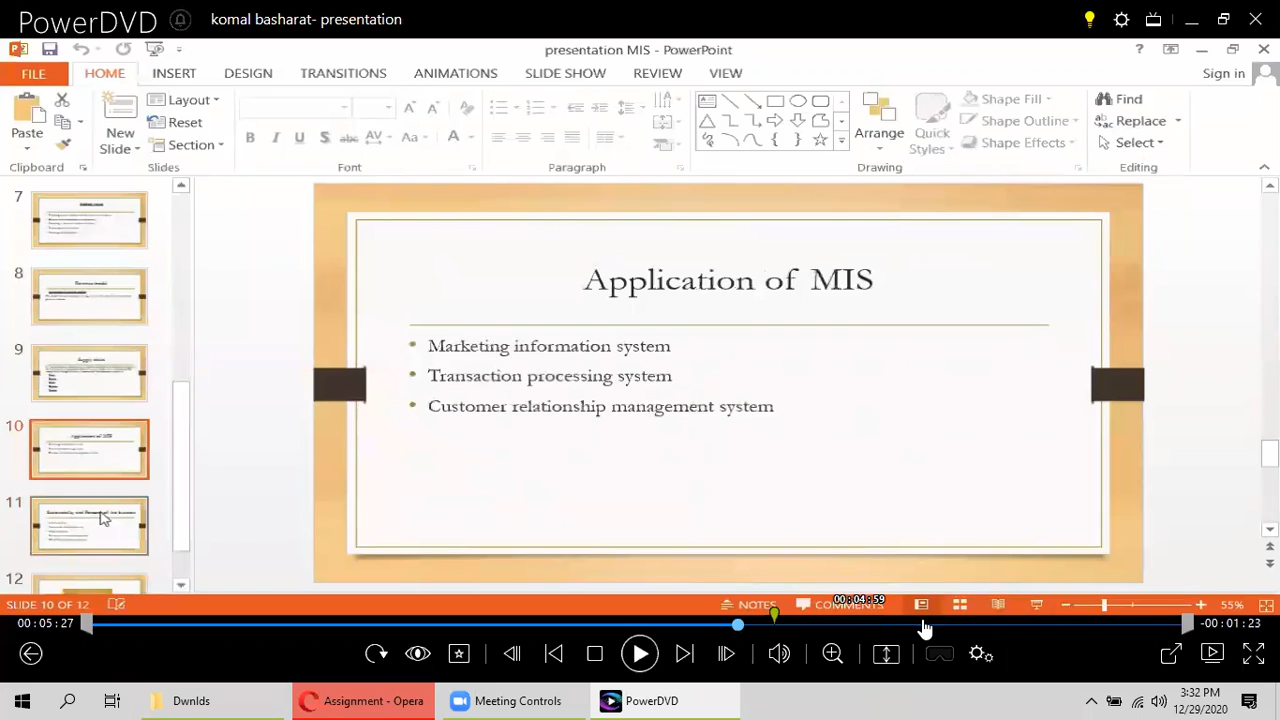 PowerDVD
komal basharat- presentation
presentation MIS - PowerPoint
FILE HOME INSERT DESIGN TRANSITIONS ANIMATIONS SLIDE SHOW REVIEW VIEW Sign in
Paste
New
Slide
Layout
Reset
Section
B I U S abc AV Aa A
Arrange
Quick
Styles
Shape Fill
Shape Outline
Shape Effects
Find
Replace
Select
Clipboard Slides Font Paragraph Drawing Editing
7
8
9
10
11
12
Application of MIS
• Marketing information system
• Transaction processing system
• Customer relationship management system
SLIDE 10 OF 12
NOTES COMMENTS 55%
00:04:59
00:05:27
-00:01:23
Dwnlds
Assignment - Opera
Meeting Controls
PowerDVD
3:32 PM
12/29/2020